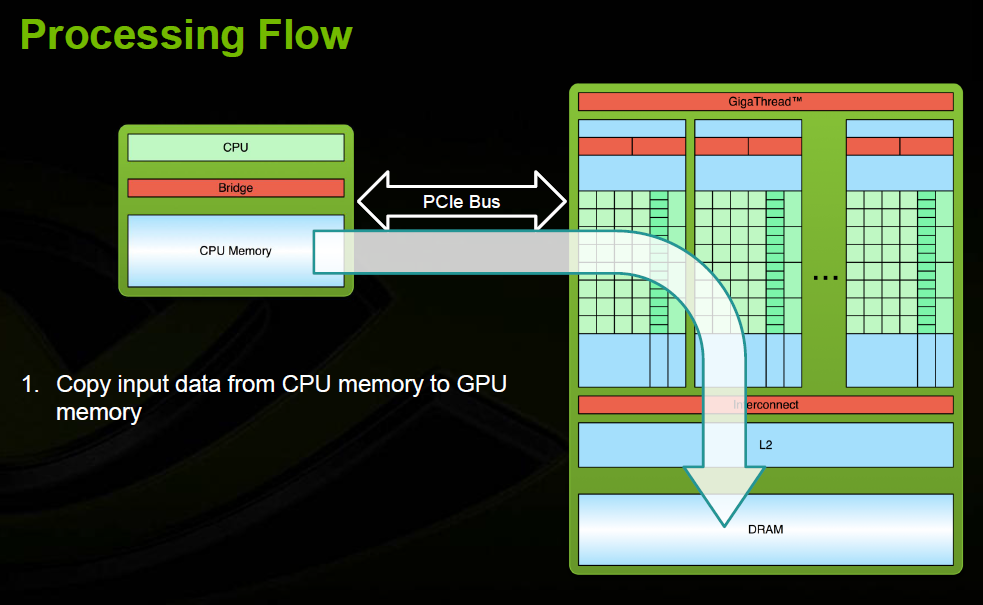 Processing Flow
GigaThread™
CPU
Bridge
PCIe Bus
CPU Memory
...
1. Copy input data from CPU memory to GPU
memory
Interconnect
L2
DRAM